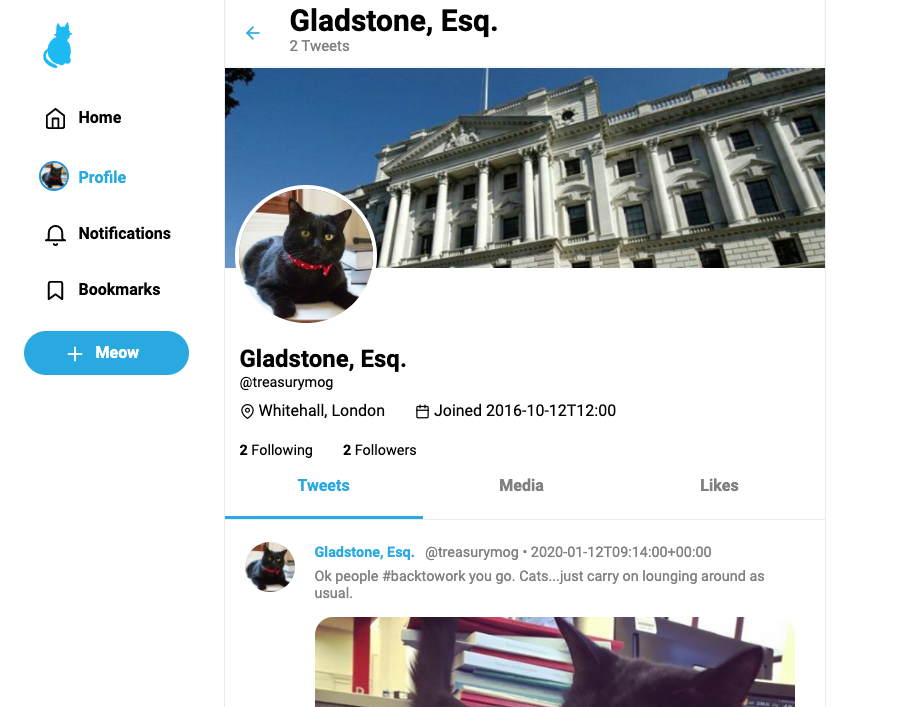 Gladstone, Esq.
2 Tweets
Home
Profile
Notifications
Bookmarks
Meow
Gladstone, Esq.
@treasurymog
Whitehall, London Joined 2016-10-12T12:00
2 Following 2 Followers
Tweets Media Likes
Gladstone, Esq. @treasurymog • 2020-01-12T09:14:00+00:00
Ok people #backtowork you go. Cats...just carry on lounging around as
usual.